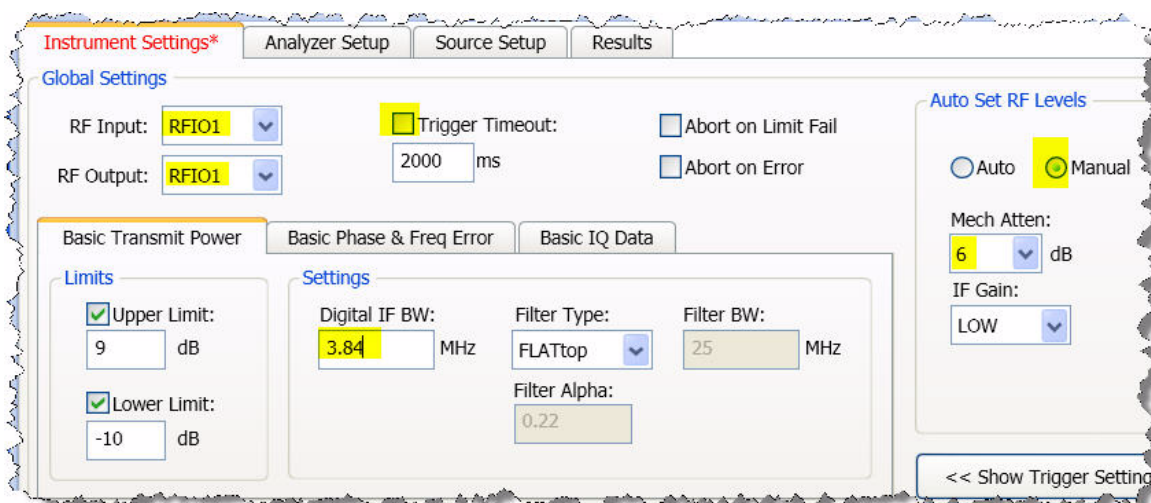 Instrument Settings* Analyzer Setup Source Setup Results
Global Settings
RF Input: RFIO1
RF Output: RFIO1
Trigger Timeout:
2000 ms
Abort on Limit Fail
Abort on Error
Auto Set RF Levels
Auto Manual
Mech Atten:
6 dB
IF Gain:
LOW
Basic Transmit Power Basic Phase & Freq Error Basic IQ Data
Limits
Upper Limit:
9 dB
Lower Limit:
-10 dB
Settings
Digital IF BW:
3.84 MHz
Filter Type:
FLATtop
Filter BW:
25 MHz
Filter Alpha:
0.22
<< Show Trigger Setting